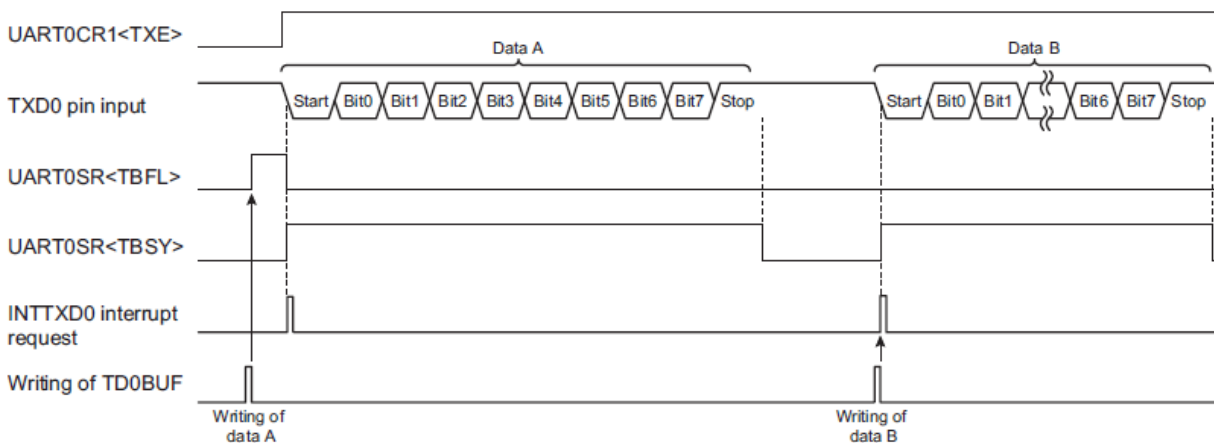 UART0CR1<TXE>
Data A
Data B
TXD0 pin input
Start Bit0 Bit1 Bit2 Bit3 Bit4 Bit5 Bit6 Bit7 Stop
Start Bit0 Bit1 Bit6 Bit7 Stop
UART0SR<TBFL>
UART0SR<TBSY>
INTTXD0 interrupt
request
Writing of TD0BUF
Writing of
data A
Writing of
data B